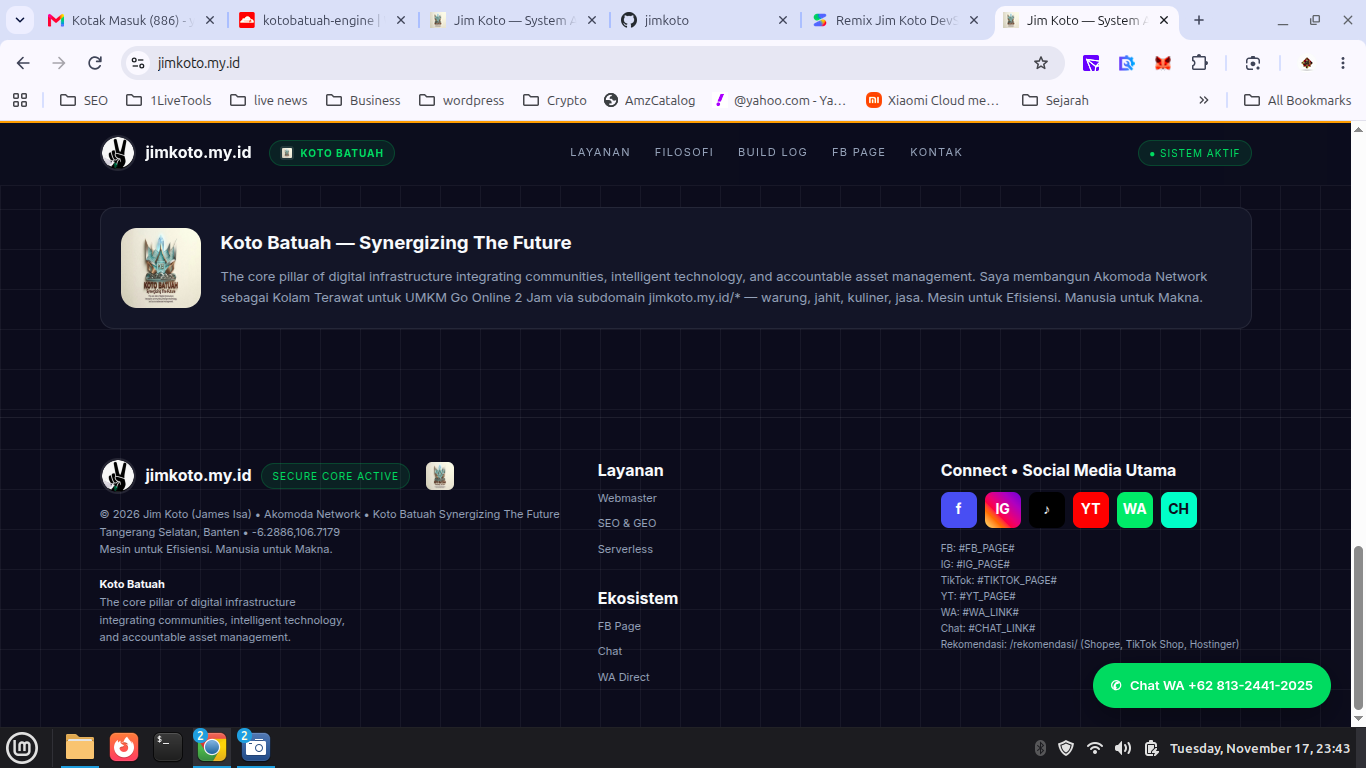 Kotak Masuk (886) - y
kotobatuah-engine |
Jim Koto — System A
jimkoto
Remix Jim Koto DevS
Jim Koto — System A
jimkoto.my.id
SEO
1LiveTools
live news
Business
wordpress
Crypto
AmzCatalog
@yahoo.com - Ya…
Xiaomi Cloud me…
Sejarah
All Bookmarks
jimkoto.my.id
KOTO BATUAH
LAYANAN
FILOSOFI
BUILD LOG
FB PAGE
KONTAK
● SISTEM AKTIF
KOTO BATUAH
Koto Batuah — Synergizing The Future
The core pillar of digital infrastructure integrating communities, intelligent technology, and accountable asset management. Saya membangun Akomoda Network
sebagai Kolam Terawat untuk UMKM Go Online 2 Jam via subdomain jimkoto.my.id/* — warung, jahit, kuliner, jasa. Mesin untuk Efisiensi. Manusia untuk Makna.
jimkoto.my.id
SECURE CORE ACTIVE
© 2026 Jim Koto (James Isa) • Akomoda Network • Koto Batuah Synergizing The Future
Tangerang Selatan, Banten • -6.2886,106.7179
Mesin untuk Efisiensi. Manusia untuk Makna.
Koto Batuah
The core pillar of digital infrastructure
integrating communities, intelligent technology,
and accountable asset management.
Layanan
Webmaster
SEO & GEO
Serverless
Ekosistem
FB Page
Chat
WA Direct
Connect • Social Media Utama
f
IG
♪
YT
WA
CH
FB: #FB_PAGE#
IG: #IG_PAGE#
TikTok: #TIKTOK_PAGE#
YT: #YT_PAGE#
WA: #WA_LINK#
Chat: #CHAT_LINK#
Rekomendasi: /rekomendasi/ (Shopee, TikTok Shop, Hostinger)
✆ Chat WA +62 813-2441-2025
2
2
Tuesday, November 17, 23:43